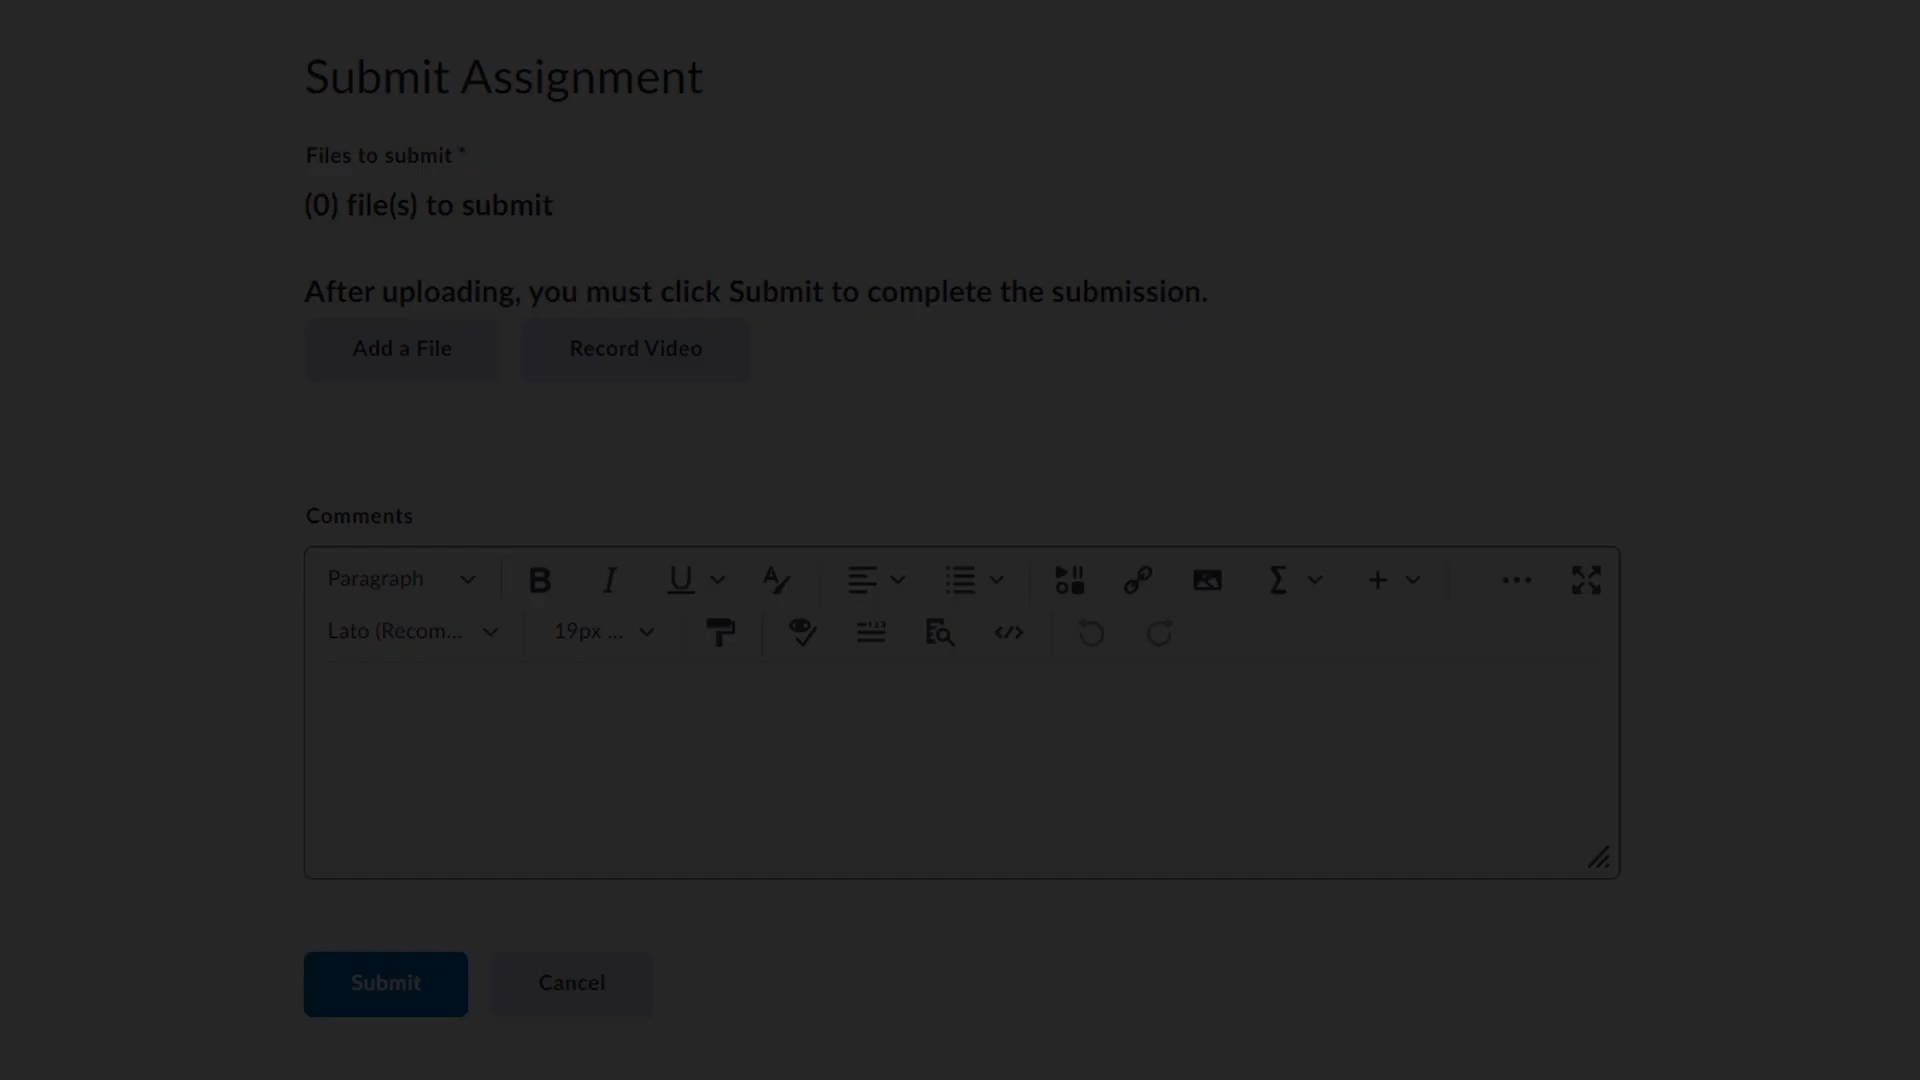 Submit Assignment
Files to submit *
(0) file(s) to submit
After uploading, you must click Submit to complete the submission.
Add a File Record Video
Comments
Paragraph
Lato (Recom... 19px ...
Submit Cancel